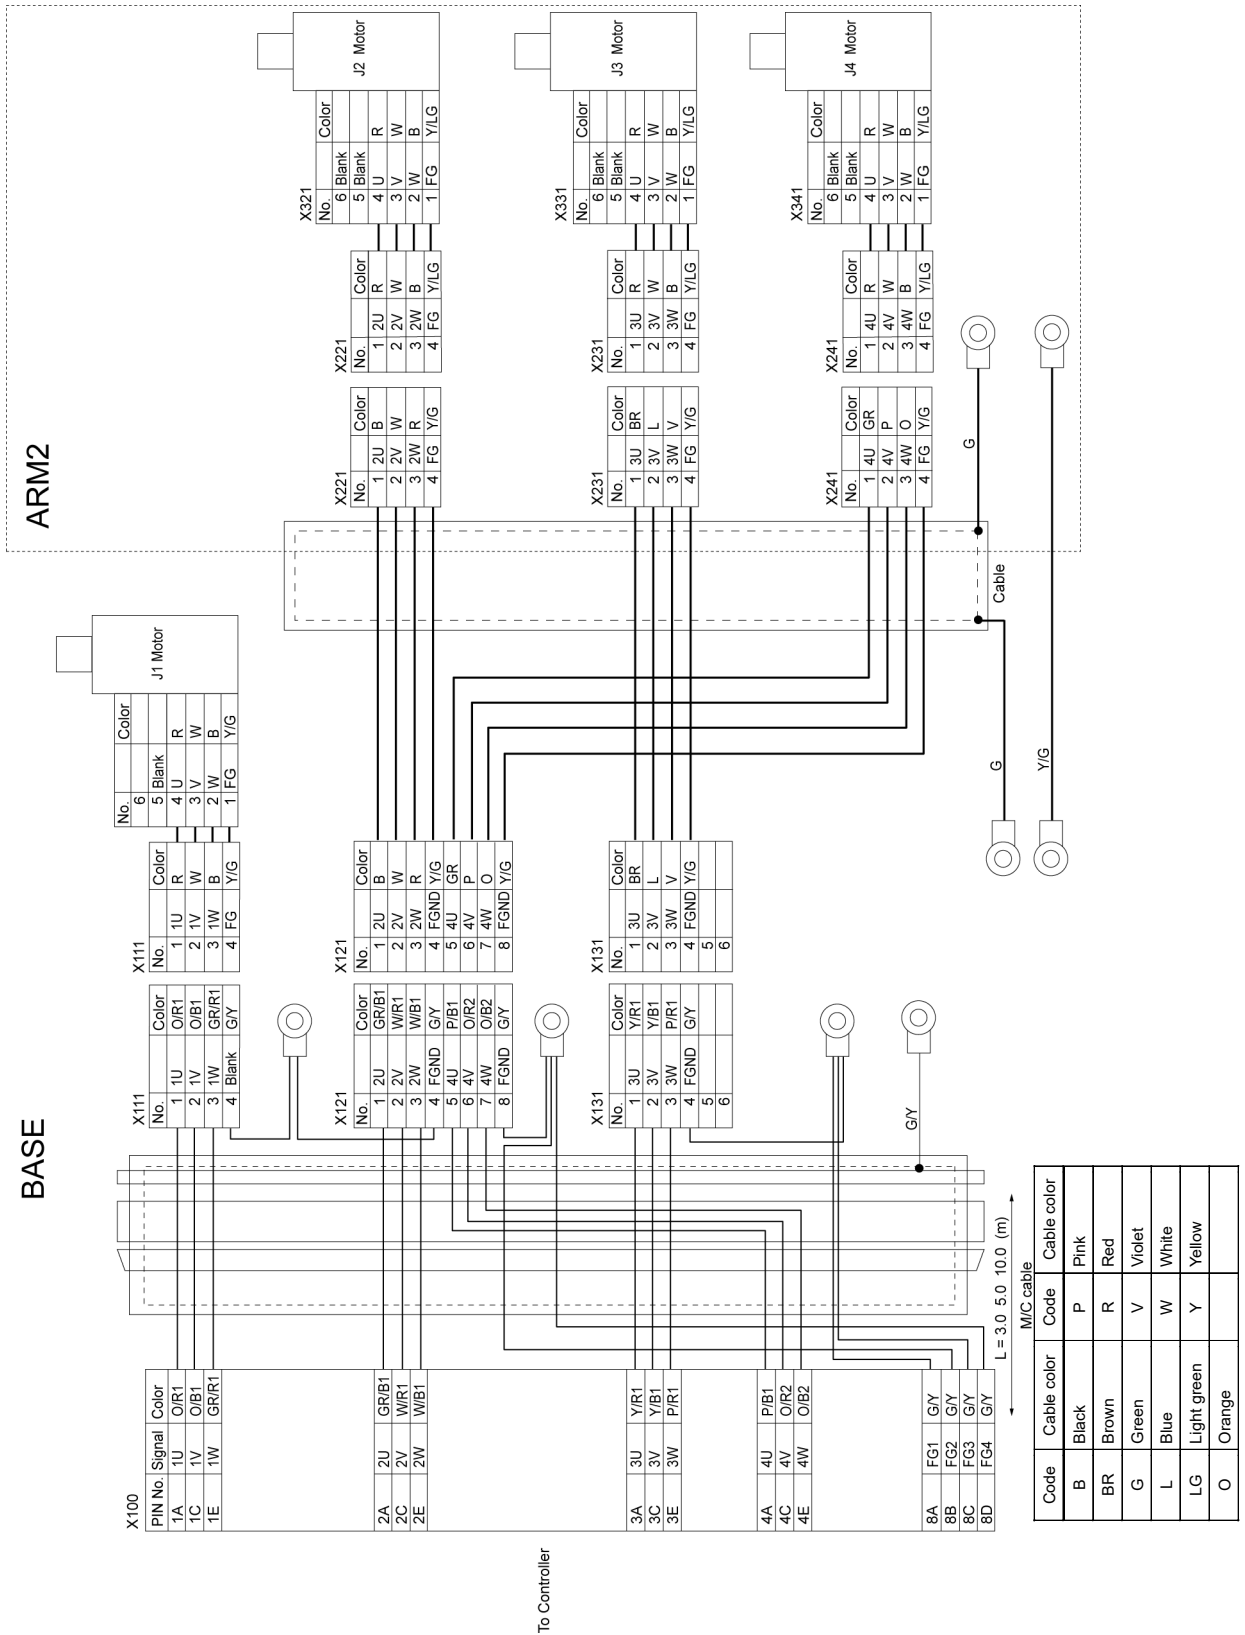 BASE
ARM2
To Controller
X100
PIN No. Signal Color
1A 1U O/R1
1C 1V O/B1
1E 1W GR/R1
2A 2U GR/B1
2C 2V W/R1
2E 2W W/B1
3A 3U Y/R1
3C 3V Y/B1
3E 3W P/R1
4A 4U P/B1
4C 4V O/R2
4E 4W O/B2
8A FG1 G/Y
8B FG2 G/Y
8C FG3 G/Y
8D FG4 G/Y
L = 3.0 5.0 10.0 (m)
M/C cable
G/Y
X111
No. Color
1 1U O/R1
2 1V O/B1
3 1W GR/R1
4 Blank G/Y
X121
No. Color
1 2U GR/B1
2 2V W/R1
3 2W W/B1
4 FGND G/Y
5 4U P/B1
6 4V O/R2
7 4W O/B2
8 FGND G/Y
X131
No. Color
1 3U Y/R1
2 3V Y/B1
3 3W P/R1
4 FGND G/Y
5
6
X111
No. Color
1 1U R
2 1V W
3 1W B
4 FG Y/G
X121
No. Color
1 2U B
2 2V W
3 2W R
4 FGND Y/G
5 4U GR
6 4V P
7 4W O
8 FGND Y/G
X131
No. Color
1 3U BR
2 3V L
3 3W V
4 FGND Y/G
5
6
No. Color
6
5 Blank
4 U R
3 V W
2 W B
1 FG Y/G
J1 Motor
G
Y/G
Cable
G
X221
No. Color
1 2U B
2 2V W
3 2W R
4 FG Y/G
X231
No. Color
1 3U BR
2 3V L
3 3W V
4 FG Y/G
X241
No. Color
1 4U GR
2 4V P
3 4W O
4 FG Y/G
X221
No. Color
1 2U R
2 2V W
3 2W B
4 FG Y/LG
X231
No. Color
1 3U R
2 3V W
3 3W B
4 FG Y/LG
X241
No. Color
1 4U R
2 4V W
3 4W B
4 FG Y/LG
X321
No. Color
6 Blank
5 Blank
4 U R
3 V W
2 W B
1 FG Y/LG
J2 Motor
X331
No. Color
6 Blank
5 Blank
4 U R
3 V W
2 W B
1 FG Y/LG
J3 Motor
X341
No. Color
6 Blank
5 Blank
4 U R
3 V W
2 W B
1 FG Y/LG
J4 Motor
Code Cable color Code Cable color
B Black P Pink
BR Brown R Red
G Green V Violet
L Blue W White
LG Light green Y Yellow
O Orange